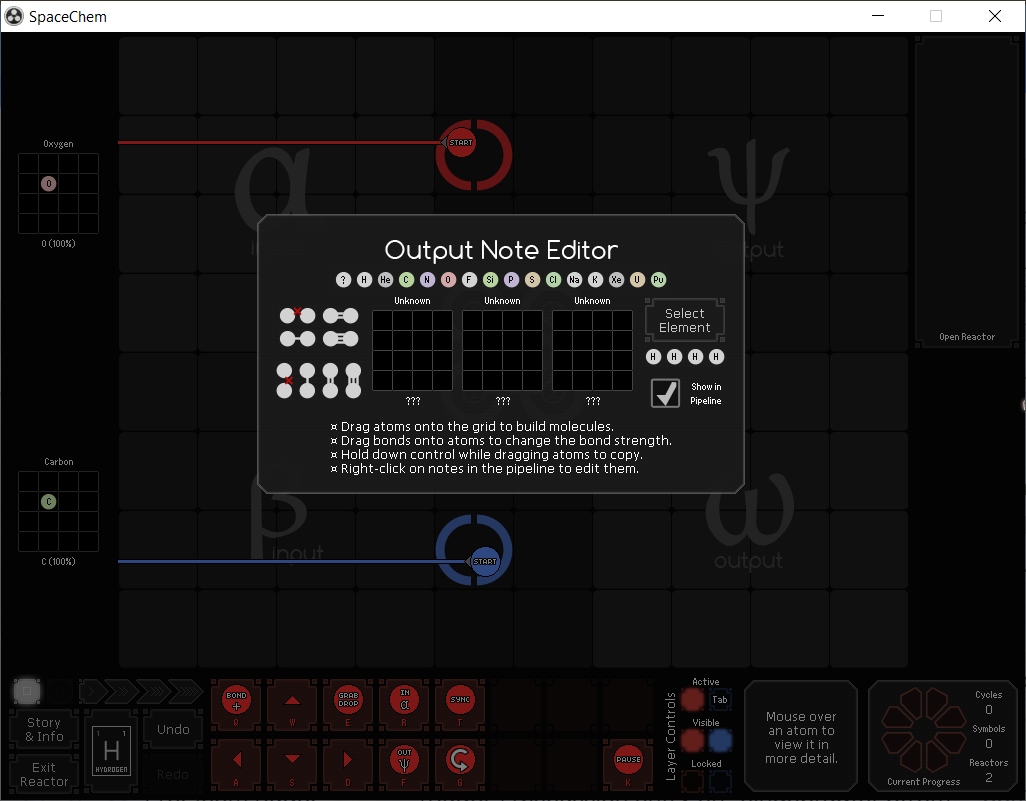 SpaceChem
Oxygen
O
O (100%)
START
Output Note Editor
? H He C N O F Si P S Cl Na K Xe U Pu
Unknown Unknown Unknown
Select
Element
H H H H
??? ??? ???
Show in
Pipeline
¤ Drag atoms onto the grid to build molecules.
¤ Drag bonds onto atoms to change the bond strength.
¤ Hold down control while dragging atoms to copy.
¤ Right-click on notes in the pipeline to edit them.
Open Reactor
α
ψ
Carbon
C
C (100%)
β
input
ω
output
START
Story
& Info
Exit
Reactor
1 1
H
HYDROGEN
Undo
Redo
BOND
+
Q
W
GRAB
DROP
E
IN
α
R
SYNC
T
A
S
D
OUT
ψ
F
G
PAUSE
K
Layer Controls
Active
Tab
Visible
Locked
Mouse over
an atom to
view it in
more detail.
Cycles
0
Symbols
0
Reactors
2
Current Progress